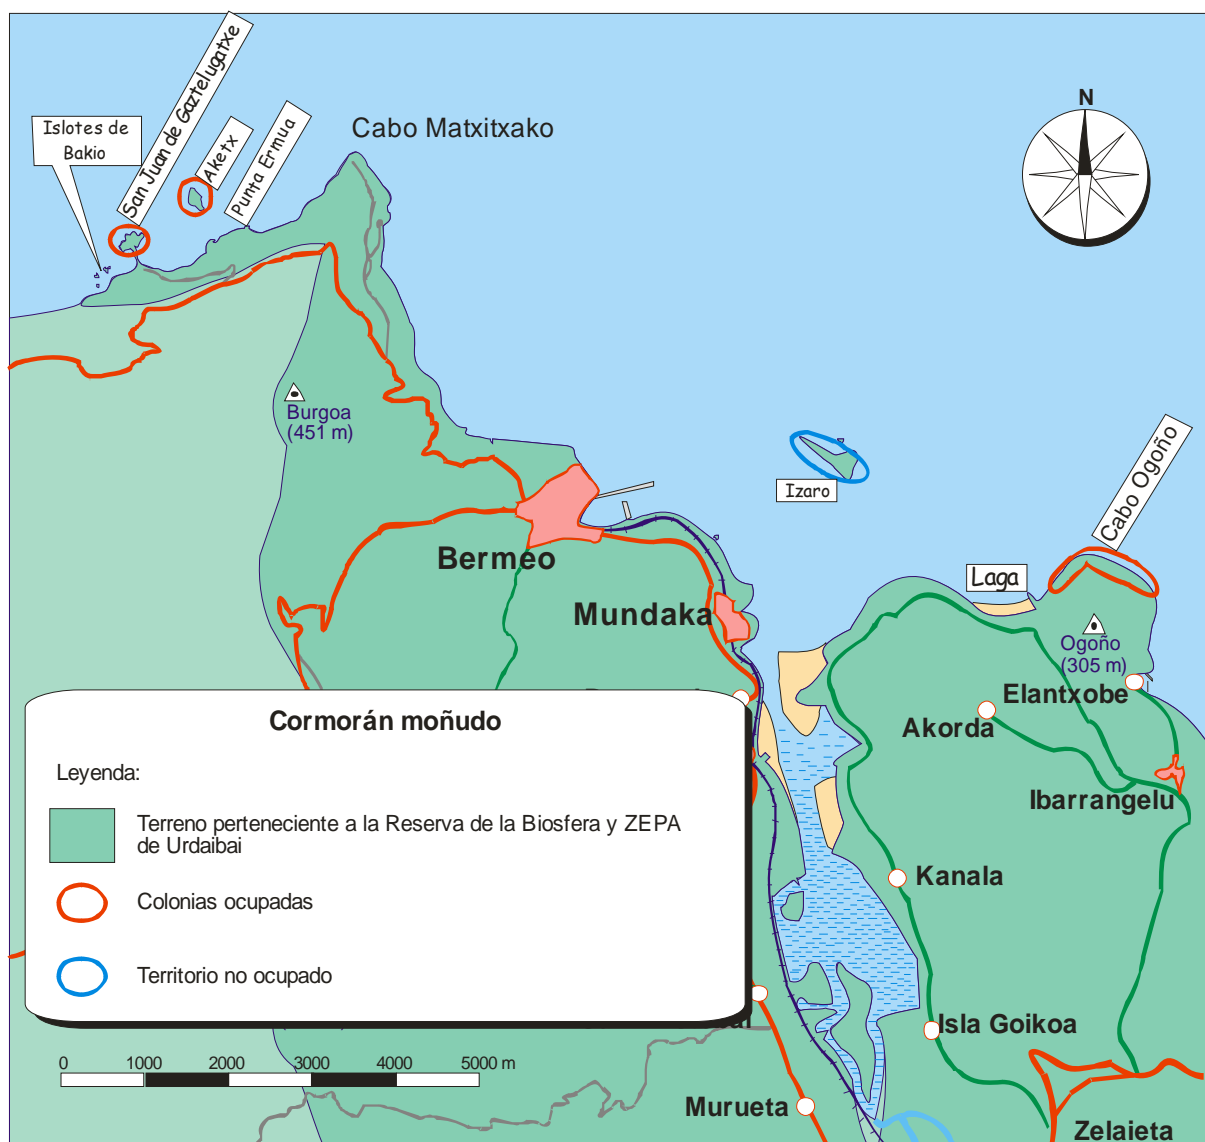 San Juan de Gaztelugatxe
Islotes de
Bakio
Aketx
Punta Ermua
Cabo Matxitxako
N
Burgoa
(451 m)
Izaro
Cabo Ogoño
Bermeo
Laga
Mundaka
Ogoño
(305 m)
Elantxobe
Akorda
Ibarrangelu
Kanala
Isla Goikoa
Murueta
Zelaieta
Cormorán moñudo
Leyenda:
Terreno perteneciente a la Reserva de la Biosfera y ZEPA
de Urdaibai
Colonias ocupadas
Territorio no ocupado
0 1000 2000 3000 4000 5000 m